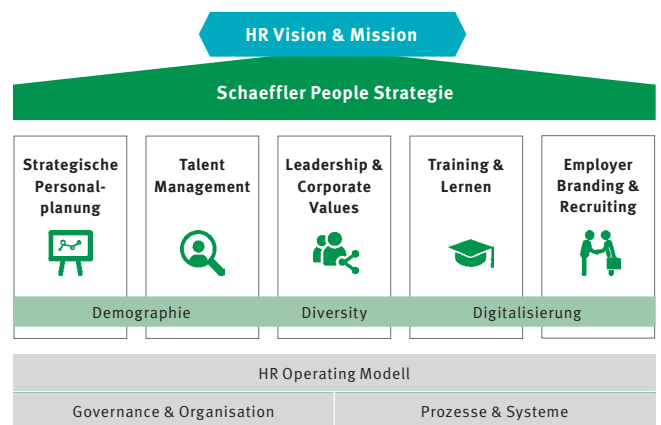 HR Vision & Mission
Schaeffler People Strategie
Strategische
Personal-
planung
Talent
Management
Leadership &
Corporate
Values
Training &
Lernen
Employer
Branding &
Recruiting
Demographie
Diversity
Digitalisierung
HR Operating Modell
Governance & Organisation
Prozesse & Systeme